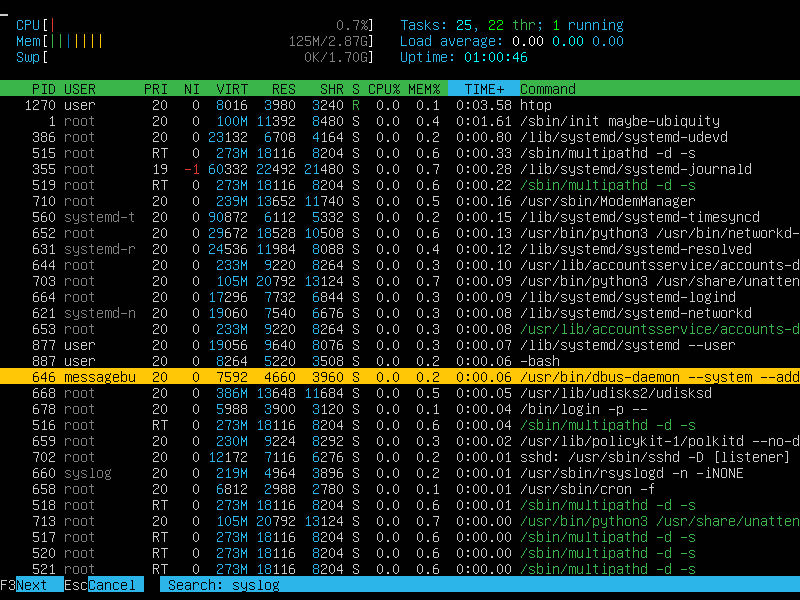 CPU[| 0.7%] Tasks: 25, 22 thr; 1 running
Mem[||||||| 125M/2.87G] Load average: 0.00 0.00 0.00
Swp[ 0K/1.70G] Uptime: 01:00:46
PID USER PRI NI VIRT RES SHR S CPU% MEM% TIME+ Command
1270 user 20 0 8016 3980 3240 R 0.0 0.1 0:03.58 htop
1 root 20 0 100M 11392 8480 S 0.0 0.4 0:01.61 /sbin/init maybe-ubiquity
386 root 20 0 23132 6708 4164 S 0.0 0.2 0:00.80 /lib/systemd/systemd-udevd
515 root RT 0 273M 18116 8204 S 0.0 0.6 0:00.33 /sbin/multipathd -d -s
355 root 19 -1 60332 22492 21480 S 0.0 0.7 0:00.28 /lib/systemd/systemd-journald
519 root RT 0 273M 18116 8204 S 0.0 0.6 0:00.22 /sbin/multipathd -d -s
710 root 20 0 239M 13652 11740 S 0.0 0.5 0:00.16 /usr/sbin/ModemManager
560 systemd-t 20 0 90872 6112 5332 S 0.0 0.2 0:00.15 /lib/systemd/systemd-timesyncd
652 root 20 0 29672 18528 10508 S 0.0 0.6 0:00.13 /usr/bin/python3 /usr/bin/networkd-
631 systemd-r 20 0 24536 11984 8088 S 0.0 0.4 0:00.12 /lib/systemd/systemd-resolved
644 root 20 0 233M 9220 8264 S 0.0 0.3 0:00.10 /usr/lib/accountsservice/accounts-d
703 root 20 0 105M 20792 13124 S 0.0 0.7 0:00.09 /usr/bin/python3 /usr/share/unatten
664 root 20 0 17296 7732 6844 S 0.0 0.3 0:00.09 /lib/systemd/systemd-logind
621 systemd-n 20 0 19060 7540 6676 S 0.0 0.3 0:00.08 /lib/systemd/systemd-networkd
653 root 20 0 233M 9220 8264 S 0.0 0.3 0:00.08 /usr/lib/accountsservice/accounts-d
877 user 20 0 19056 9640 8076 S 0.0 0.3 0:00.07 /lib/systemd/systemd --user
887 user 20 0 8264 5220 3508 S 0.0 0.2 0:00.06 -bash
646 messagebu 20 0 7592 4660 3960 S 0.0 0.2 0:00.06 /usr/bin/dbus-daemon --system --add
708 root 20 0 386M 13648 11684 S 0.0 0.5 0:00.05 /usr/lib/udisks2/udisksd
678 root 20 0 5988 3900 3120 S 0.0 0.1 0:00.04 /bin/login -p --
516 root RT 0 273M 18116 8204 S 0.0 0.6 0:00.04 /sbin/multipathd -d -s
659 root 20 0 230M 9224 8292 S 0.0 0.3 0:00.02 /usr/lib/policykit-1/polkitd --no-d
702 root 20 0 12172 7116 6276 S 0.0 0.2 0:00.01 sshd: /usr/sbin/sshd -D [listener]
660 syslog 20 0 219M 4964 3896 S 0.0 0.2 0:00.01 /usr/sbin/rsyslogd -n -iNONE
658 root 20 0 6812 2988 2780 S 0.0 0.1 0:00.01 /usr/sbin/cron -f
518 root RT 0 273M 18116 8204 S 0.0 0.6 0:00.01 /sbin/multipathd -d -s
713 root 20 0 105M 20792 13124 S 0.0 0.7 0:00.00 /usr/bin/python3 /usr/share/unatten
517 root RT 0 273M 18116 8204 S 0.0 0.6 0:00.00 /sbin/multipathd -d -s
520 root RT 0 273M 18116 8204 S 0.0 0.6 0:00.00 /sbin/multipathd -d -s
521 root RT 0 273M 18116 8204 S 0.0 0.6 0:00.00 /sbin/multipathd -d -s
F3Next EscCancel Search: syslog